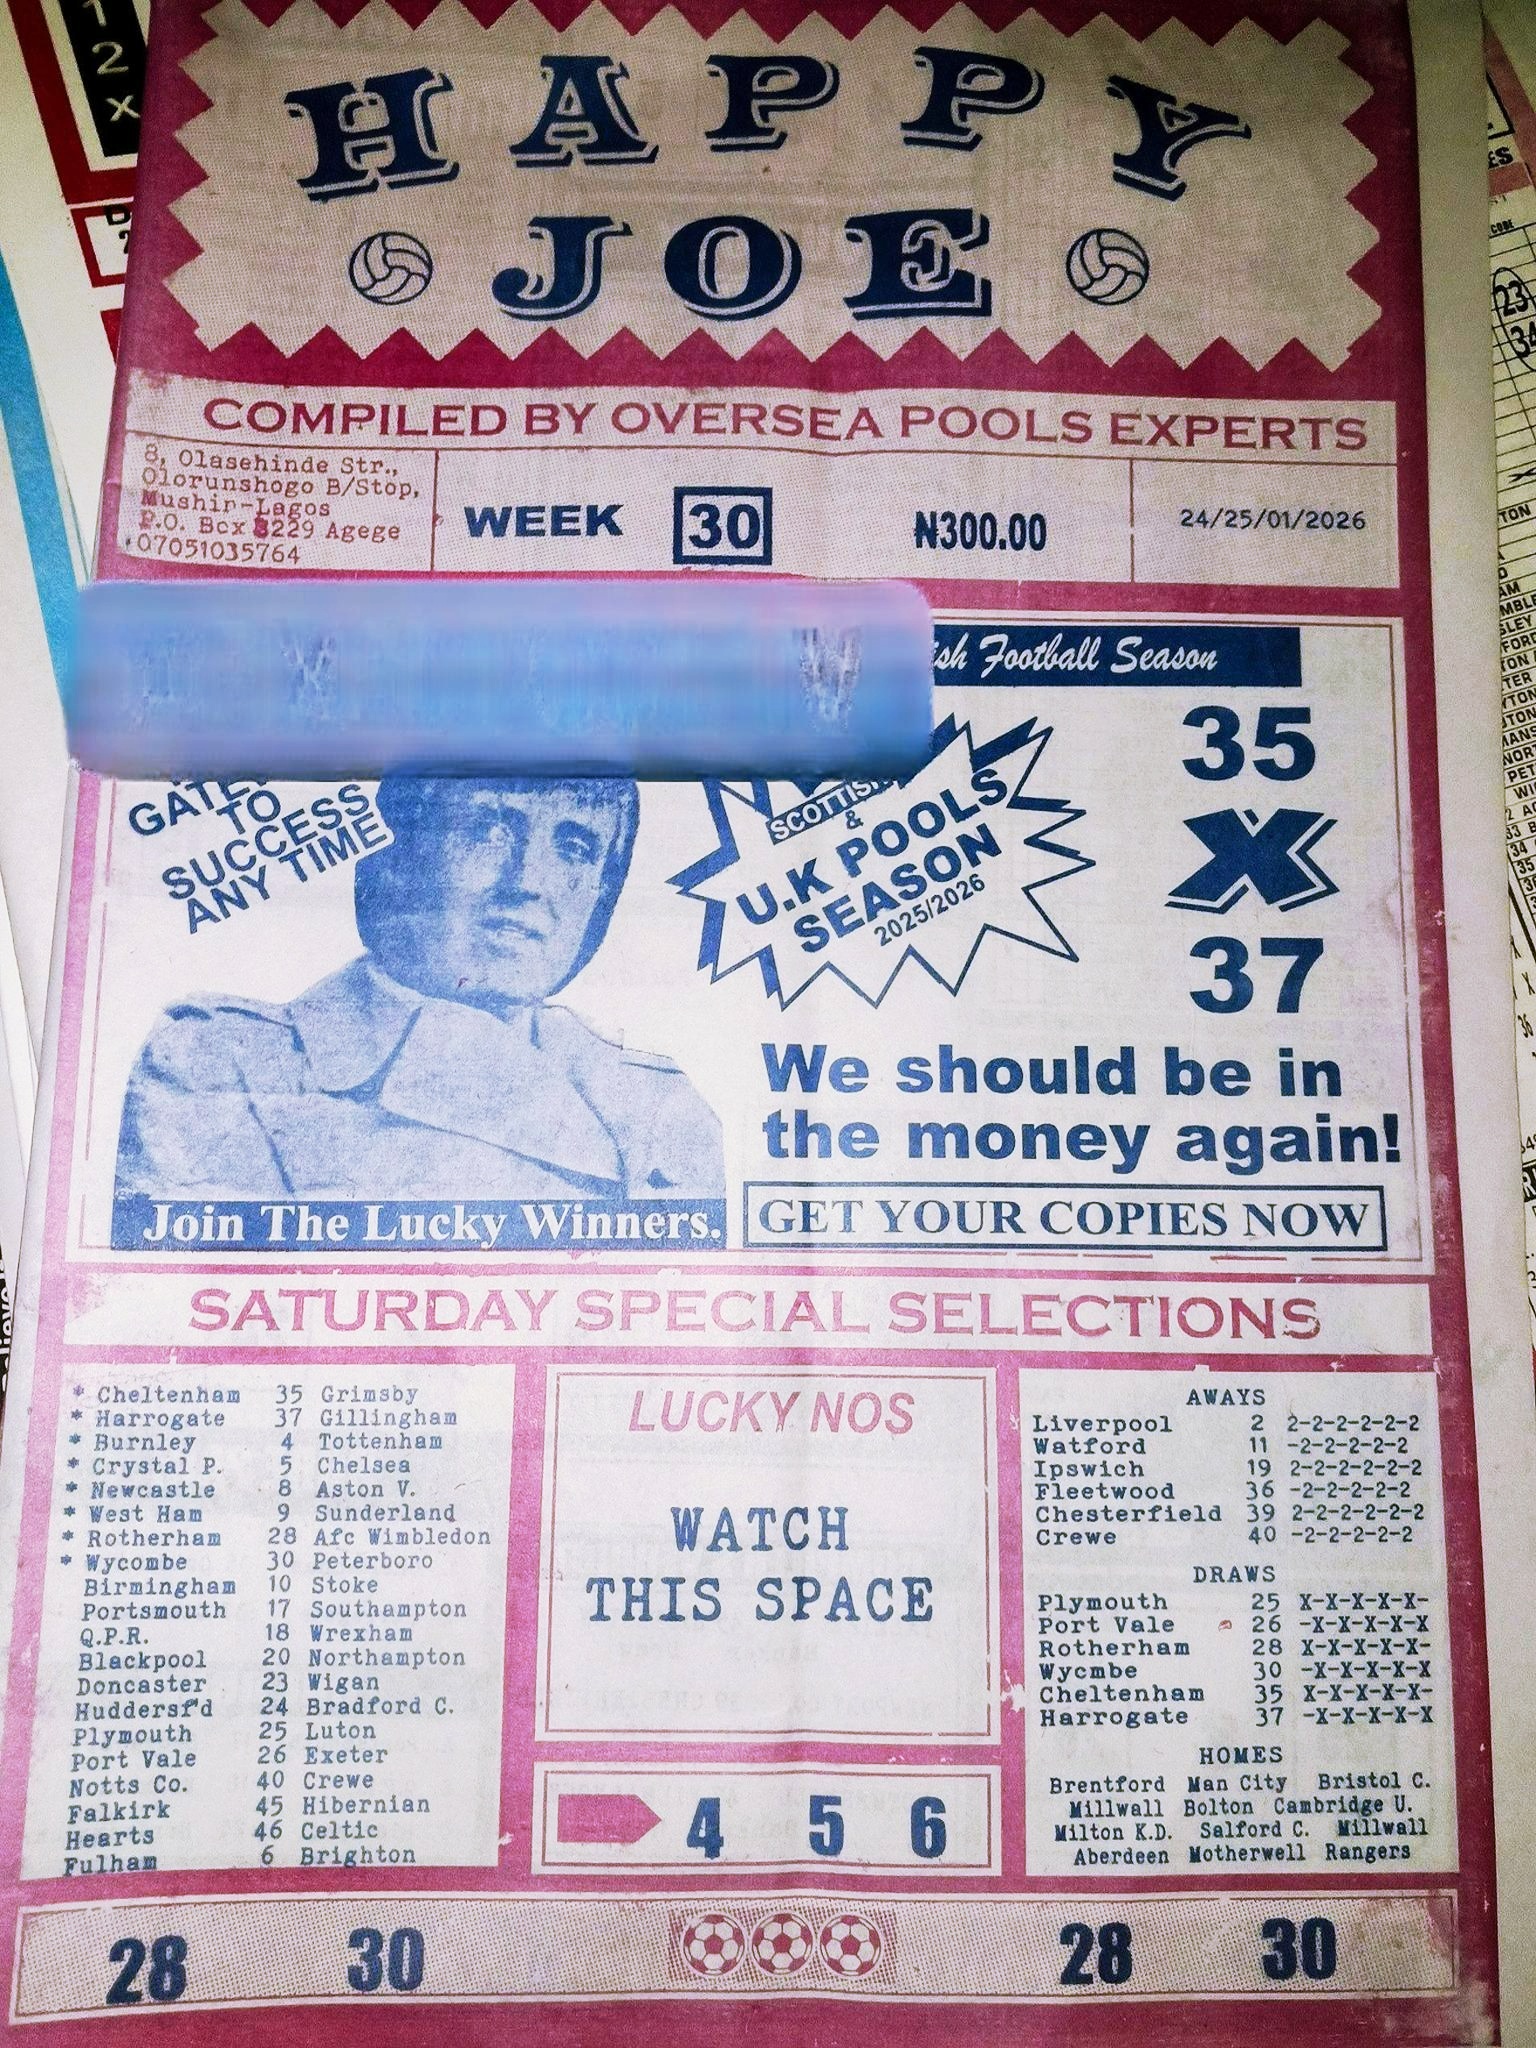 HAPPY
JOE
COMPILED BY OVERSEA POOLS EXPERTS
8, Olasehinde Str.,
Olorunshogo B/Stop,
Mushin-Lagos
P.O. Box 3229 Agege
07051035764
WEEK 30
₦300.00
24/25/01/2026
Football Season
GATE
TO
SUCCESS
ANY TIME
SCOTTISH
&
U.K POOLS
SEASON
2025/2026
35
X
37
We should be in
the money again!
Join The Lucky Winners.
GET YOUR COPIES NOW
SATURDAY SPECIAL SELECTIONS
* Cheltenham 35 Grimsby
* Harrogate 37 Gillingham
* Burnley 4 Tottenham
* Crystal P. 5 Chelsea
* Newcastle 8 Aston V.
* West Ham 9 Sunderland
* Rotherham 28 Afc Wimbledon
* Wycombe 30 Peterboro
Birmingham 10 Stoke
Portsmouth 17 Southampton
Q.P.R. 18 Wrexham
Blackpool 20 Northampton
Doncaster 23 Wigan
Huddersf'd 24 Bradford C.
Plymouth 25 Luton
Port Vale 26 Exeter
Notts Co. 40 Crewe
Falkirk 45 Hibernian
Hearts 46 Celtic
Fulham 6 Brighton
LUCKY NOS
WATCH
THIS SPACE
4 5 6
AWAYS
Liverpool 2 2-2-2-2-2-2
Watford 11 -2-2-2-2-2
Ipswich 19 2-2-2-2-2-2
Fleetwood 36 -2-2-2-2-2
Chesterfield 39 2-2-2-2-2-2
Crewe 40 -2-2-2-2-2
DRAWS
Plymouth 25 X-X-X-X-X-
Port Vale 26 -X-X-X-X-X
Rotherham 28 X-X-X-X-X-
Wycmbe 30 -X-X-X-X-X
Cheltenham 35 X-X-X-X-X-
Harrogate 37 -X-X-X-X-X
HOMES
Brentford Man City Bristol C.
Millwall Bolton Cambridge U.
Milton K.D. Salford C. Millwall
Aberdeen Motherwell Rangers
28 30 28 30